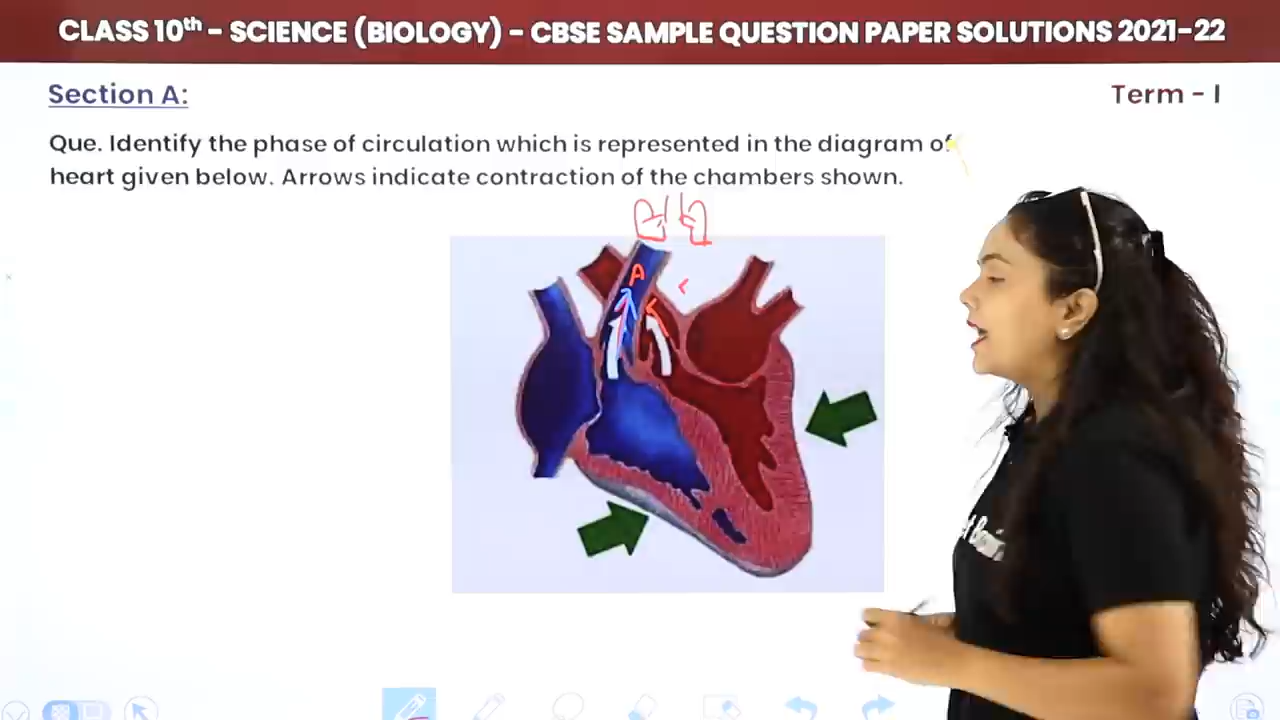 CLASS 10th – SCIENCE (BIOLOGY) – CBSE SAMPLE QUESTION PAPER SOLUTIONS 2021-22
Section A:
Term - I
Que. Identify the phase of circulation which is represented in the diagram of
heart given below. Arrows indicate contraction of the chambers shown.
A